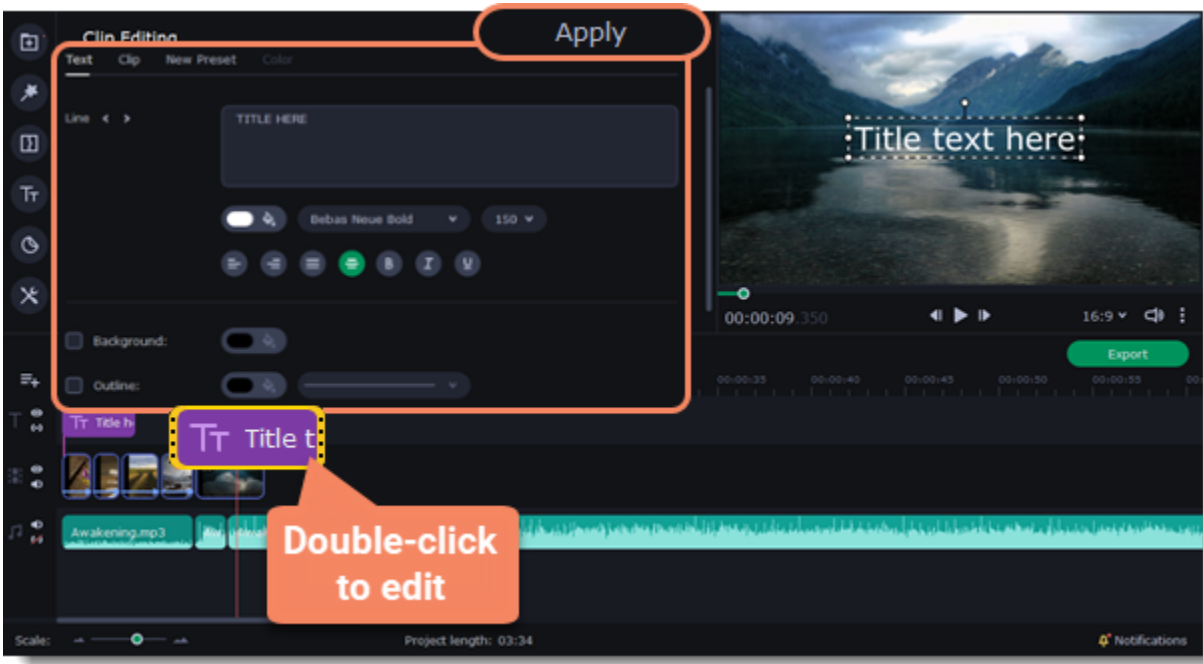 Clip Editing
Apply
Text Clip New Preset Color
Line
TITLE HERE
Bebas Neue Bold 150
B I U
Background:
Outline:
Title text here
00:00:09.350
16:9
Export
00:00:35 00:00:40 00:00:45 00:00:50 00:00:55
Title h
Title t
Awakening.mp3
Double-click
to edit
Scale:
Project length: 03:34
Notifications